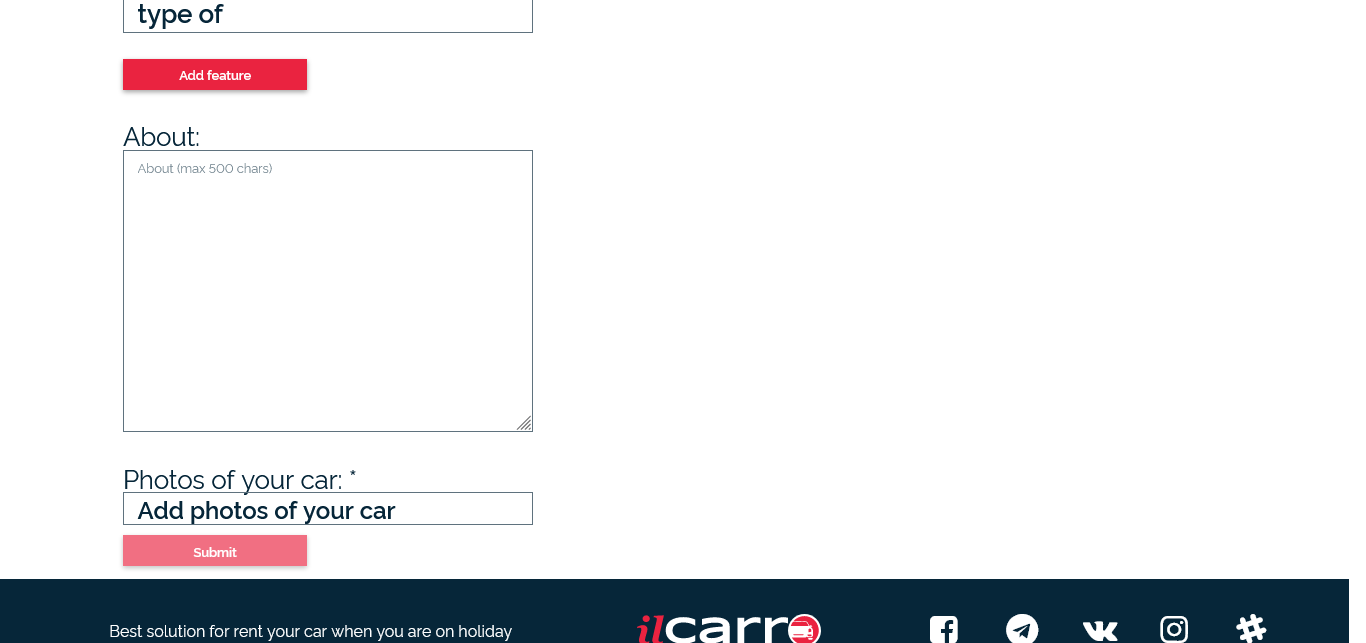 type of
Add feature
About:
About (max 500 chars)
Photos of your car: *
Add photos of your car
Submit
Best solution for rent your car when you are on holiday
ilcarro